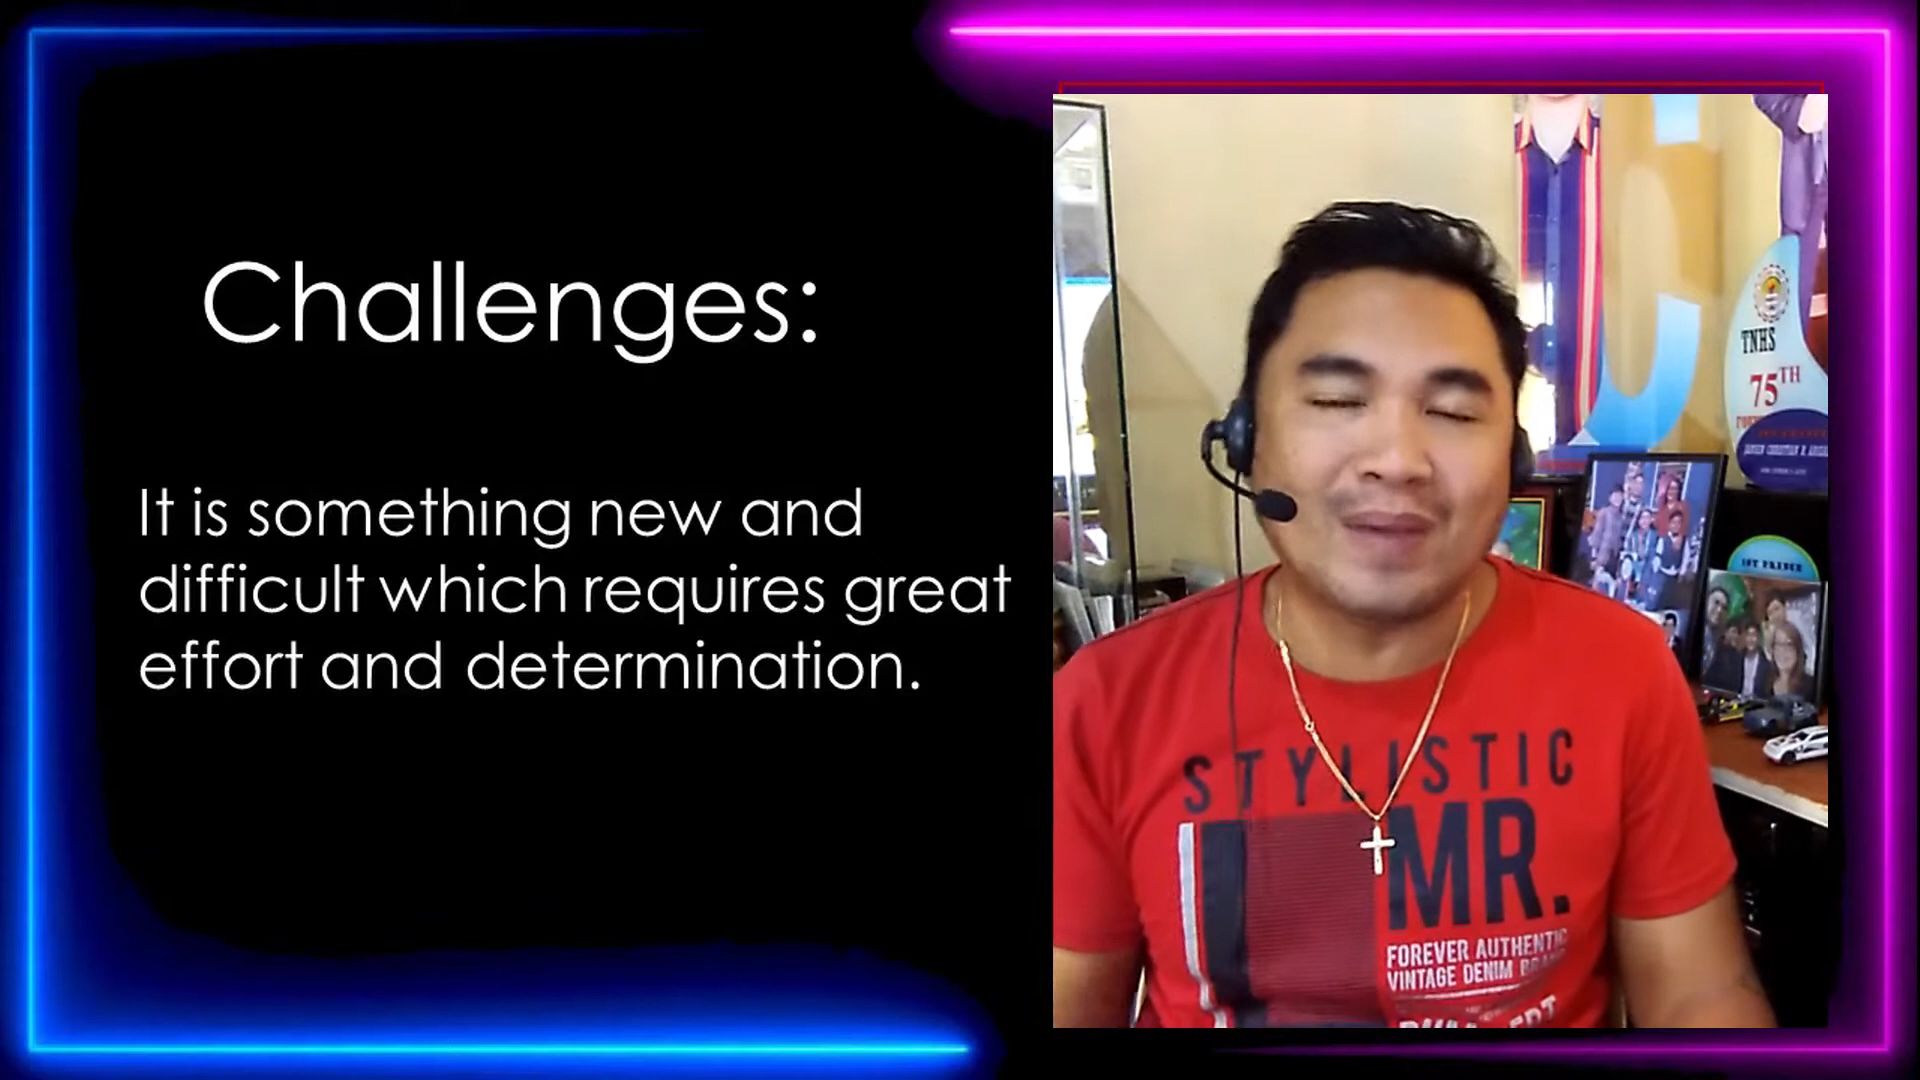 Challenges:
It is something new and
difficult which requires great
effort and determination.
TNHS
75TH
STYLISTIC
MR.
FOREVER AUTHENTIC
VINTAGE DENIM